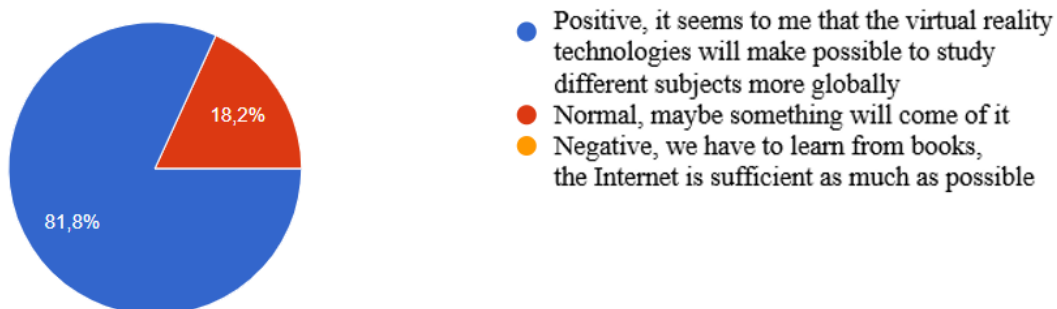 Positive, it seems to me that the virtual reality
technologies will make possible to study
different subjects more globally
Normal, maybe something will come of it
Negative, we have to learn from books,
the Internet is sufficient as much as possible
18,2%
81,8%